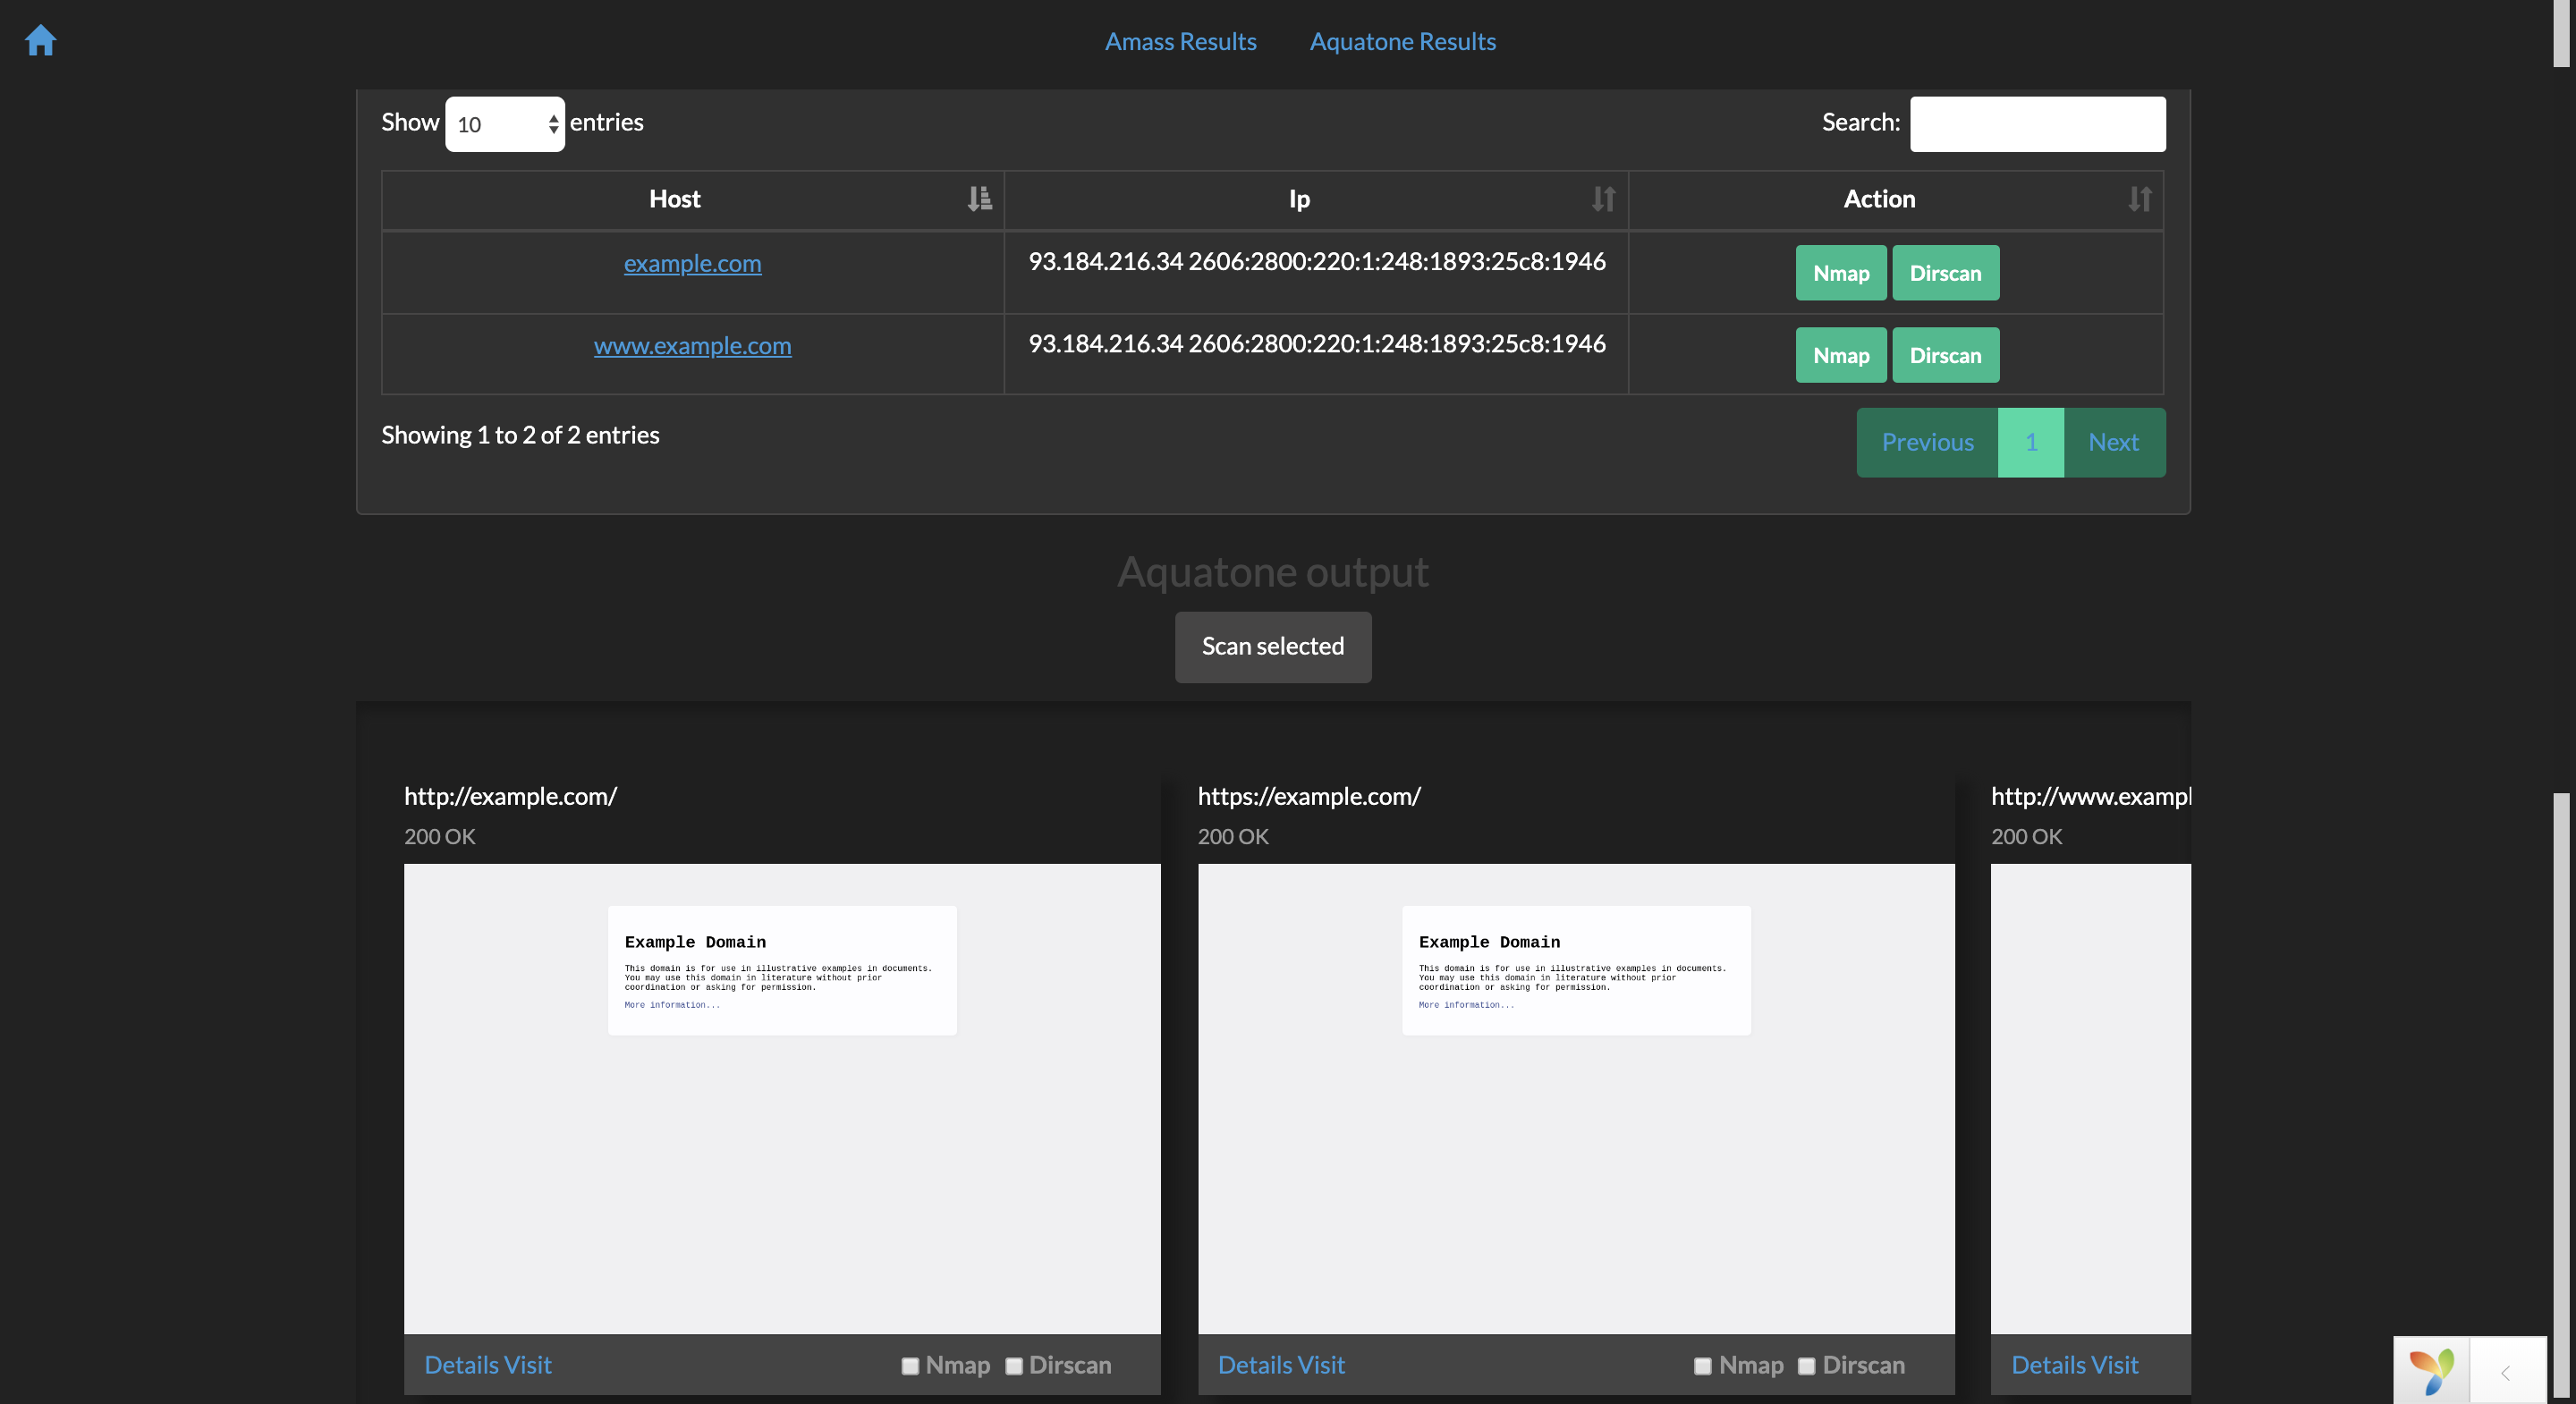 Amass Results Aquatone Results
Show 10 entries Search:
Host Ip Action
example.com 93.184.216.34 2606:2800:220:1:248:1893:25c8:1946 Nmap Dirscan
www.example.com 93.184.216.34 2606:2800:220:1:248:1893:25c8:1946 Nmap Dirscan
Showing 1 to 2 of 2 entries Previous 1 Next
Aquatone output
Scan selected
http://example.com/
200 OK
Example Domain
This domain is for use in illustrative examples in documents.
You may use this domain in literature without prior
coordination or asking for permission.
More information...
Details Visit Nmap Dirscan
https://example.com/
200 OK
Example Domain
This domain is for use in illustrative examples in documents.
You may use this domain in literature without prior
coordination or asking for permission.
More information...
Details Visit Nmap Dirscan
http://www.exampl
200 OK
Details Visit